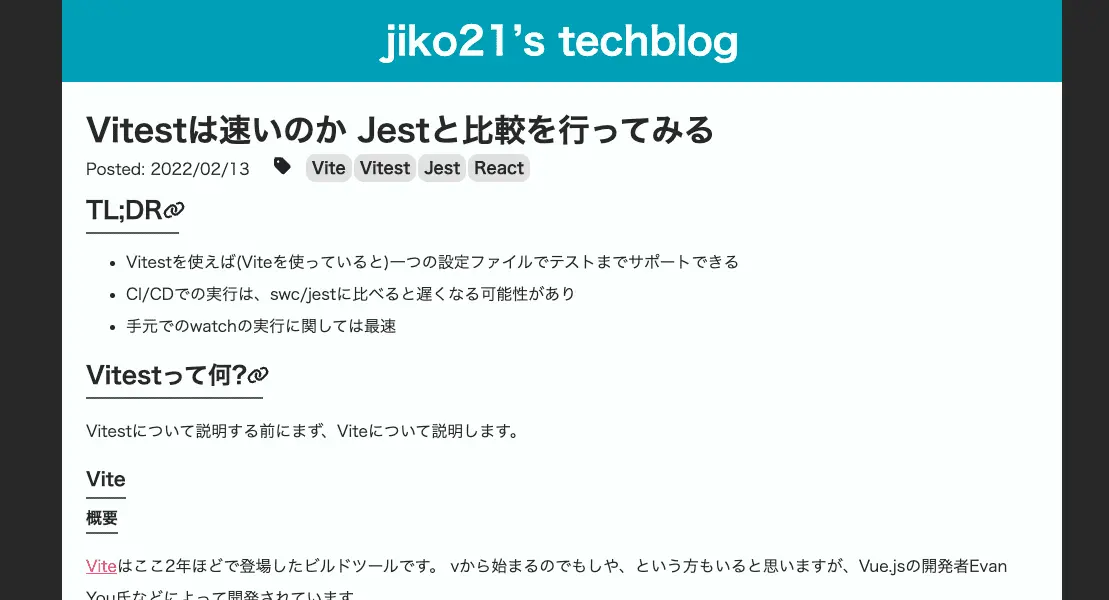 jiko21’s techblog
Vitestは速いのか Jestと比較を行ってみる
Posted: 2022/02/13 Vite Vitest Jest React
TL;DR
• Vitestを使えば(Viteを使っていると)一つの設定ファイルでテストまでサポートできる
• CI/CDでの実行は、swc/jestに比べると遅くなる可能性があり
• 手元でのwatchの実行に関しては最速
Vitestって何?
Vitestについて説明する前にまず、Viteについて説明します。
Vite
概要
Viteはここ2年ほどで登場したビルドツールです。 vから始まるのでもしや、という方もいると思いますが、Vue.jsの開発者Evan
You氏などによって開発されています